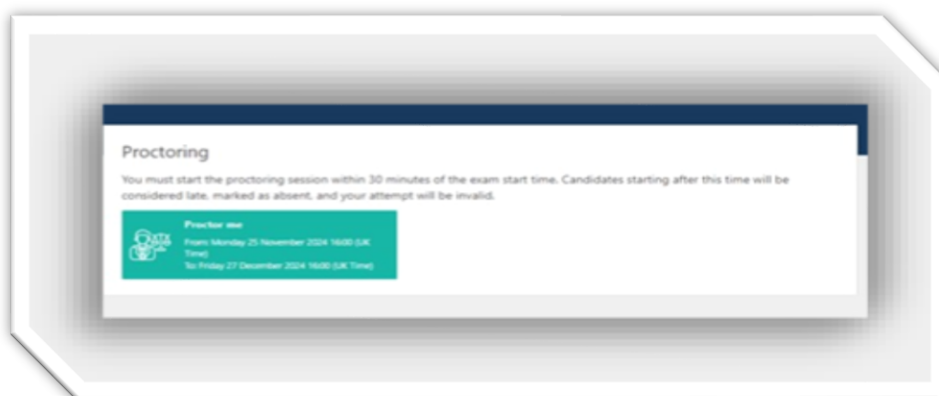 Proctoring
You must start the proctoring session within 30 minutes of the exam start time. Candidates starting after this time will be
considered late, marked as absent, and your attempt will be invalid.
Proctor me
From: Monday 25 November 2024 16:00 (UK
Time)
To: Friday 27 December 2024 16:00 (UK Time)